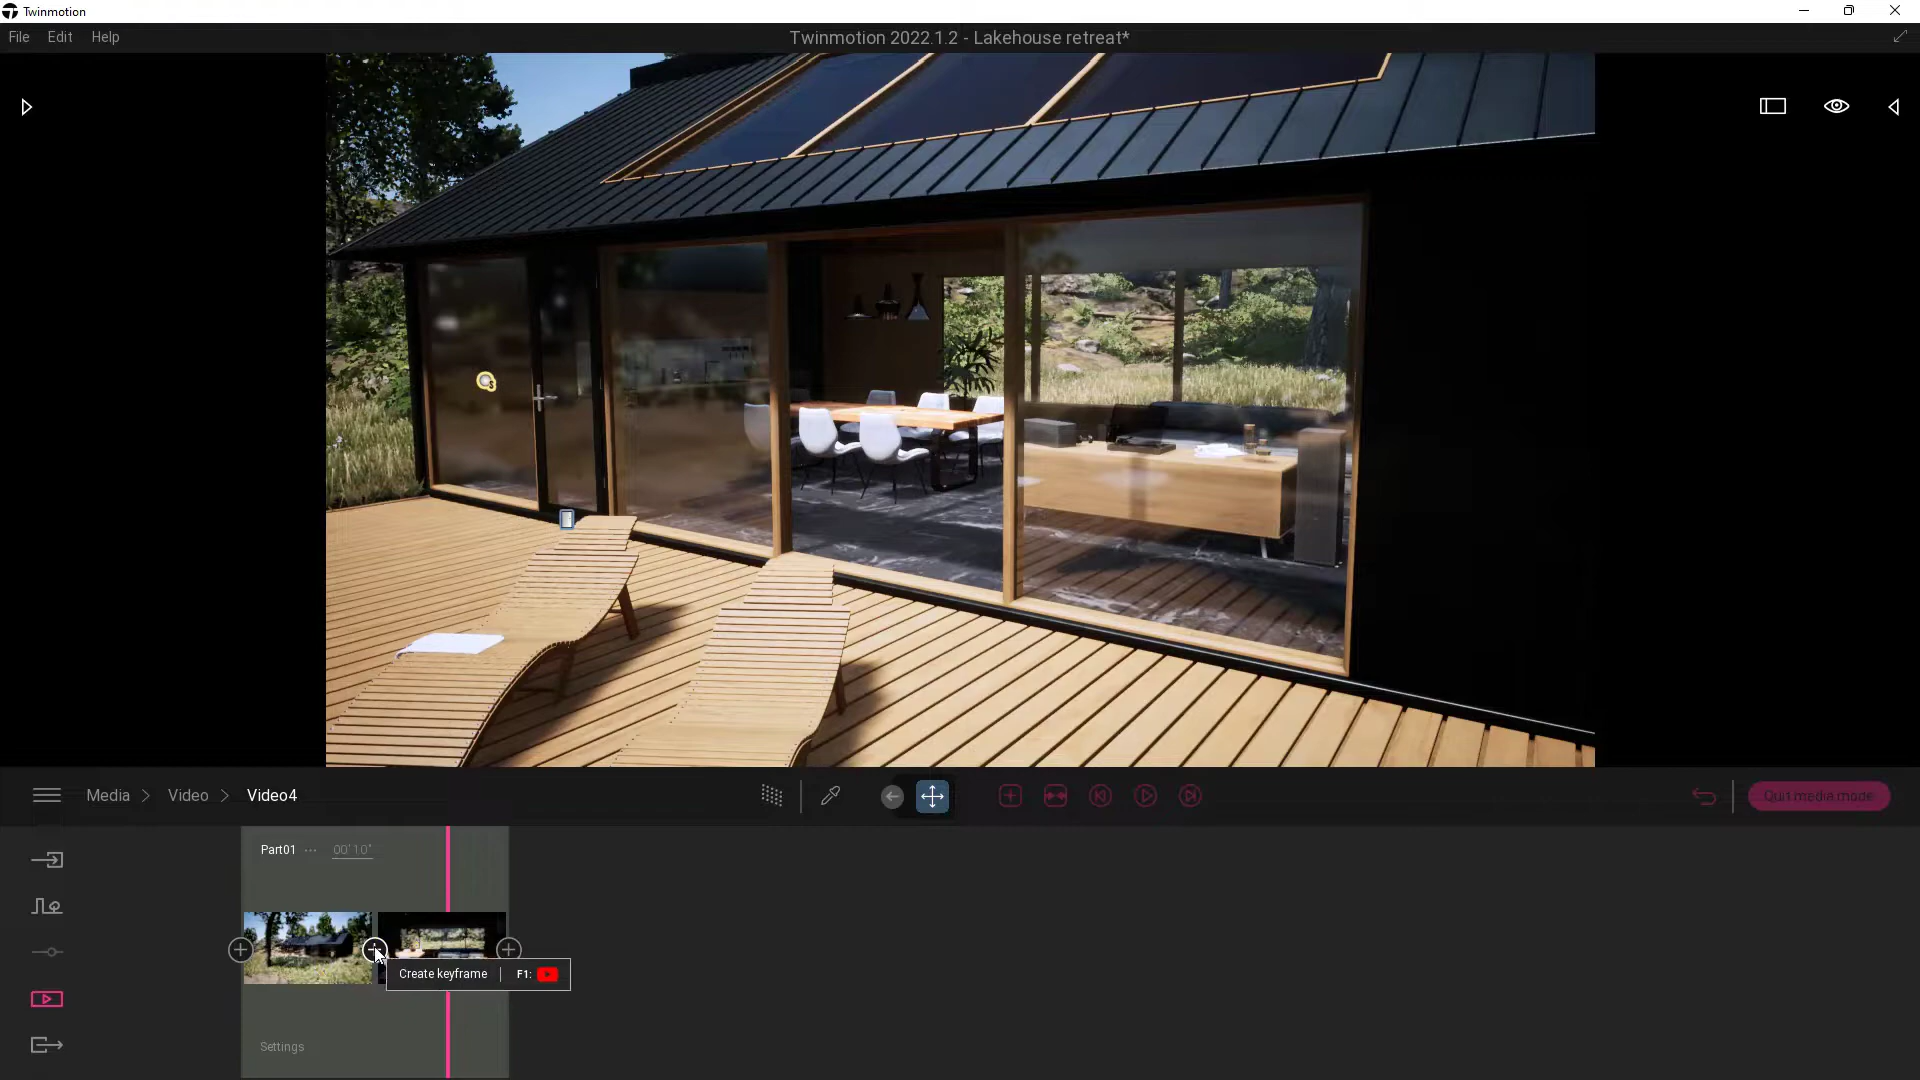 Twinmotion
File Edit Help
Twinmotion 2022.1.2 - Lakehouse retreat*
Media Video Video4
Quit media mode
Part01 ... 00'10"
Create keyframe | F1:
Settings